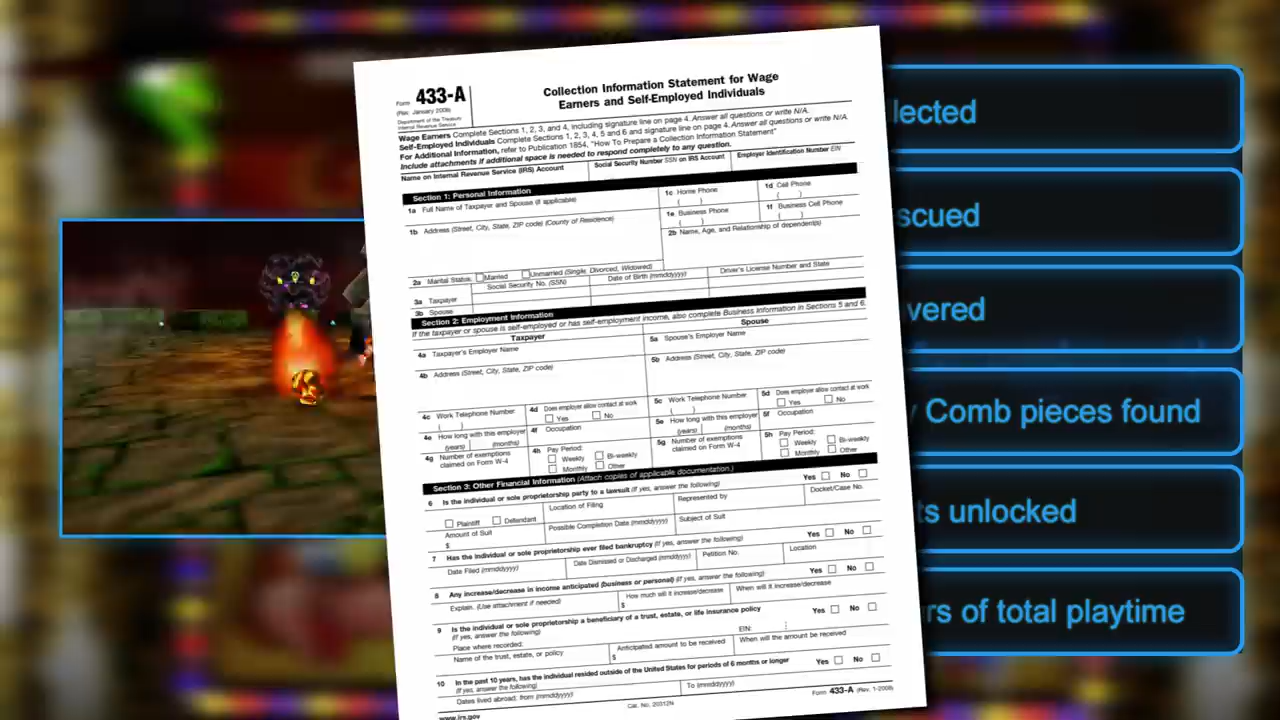 Form 433-A
(Rev. January 2008)
Department of the Treasury
Internal Revenue Service
Collection Information Statement for Wage
Earners and Self-Employed Individuals
Wage Earners Complete Sections 1, 2, 3, and 4, including signature line on page 4. Answer all questions or write N/A.
Self-Employed Individuals Complete Sections 1, 2, 3, 4, 5 and 6 and signature line on page 4. Answer all questions or write N/A.
For Additional Information, refer to Publication 1854, "How To Prepare a Collection Information Statement"
Include attachments if additional space is needed to respond completely to any question.
Name on Internal Revenue Service (IRS) Account
Social Security Number SSN on IRS Account
Employer Identification Number EIN
Section 1: Personal Information
1a Full Name of Taxpayer and Spouse (if applicable)
1c Home Phone
( )
1d Cell Phone
( )
1b Address (Street, City, State, ZIP code) (County of Residence)
1e Business Phone
( )
1f Business Cell Phone
( )
2b Name, Age, and Relationship of dependent(s)
2a Marital Status: Married Unmarried (Single, Divorced, Widowed)
Social Security No. (SSN)
Date of Birth (mmddyyyy)
Driver's License Number and State
3a Taxpayer
3b Spouse
Section 2: Employment Information
If the taxpayer or spouse is self-employed or has self-employment income, also complete Business Information in Sections 5 and 6.
Taxpayer
Spouse
4a Taxpayer's Employer Name
5a Spouse's Employer Name
4b Address (Street, City, State, ZIP code)
5b Address (Street, City, State, ZIP code)
4c Work Telephone Number
( )
4d Does employer allow contact at work
Yes No
5c Work Telephone Number
( )
5d Does employer allow contact at work
Yes No
4e How long with this employer
(years) (months)
4f Occupation
5e How long with this employer
(years) (months)
5f Occupation
4g Number of exemptions
claimed on Form W-4
4h Pay Period:
Weekly Bi-weekly
Monthly Other
5g Number of exemptions
claimed on Form W-4
5h Pay Period:
Weekly Bi-weekly
Monthly Other
Section 3: Other Financial Information (Attach copies of applicable documentation.)
6 Is the individual or sole proprietorship party to a lawsuit (If yes, answer the following) Yes No
Plaintiff Defendant
Location of Filing
Represented by
Docket/Case No.
Amount of Suit
$
Possible Completion Date (mmddyyyy)
Subject of Suit
7 Has the individual or sole proprietorship ever filed bankruptcy (If yes, answer the following) Yes No
Date Filed (mmddyyyy)
Date Dismissed or Discharged (mmddyyyy)
Petition No.
Location
8 Any increase/decrease in income anticipated (business or personal) (If yes, answer the following) Yes No
Explain. (Use attachment if needed)
How much will it increase/decrease
$
When will it increase/decrease
9 Is the individual or sole proprietorship a beneficiary of a trust, estate, or life insurance policy
(If yes, answer the following) Yes No
Place where recorded:
EIN:
Name of the trust, estate, or policy
Anticipated amount to be received
$
When will the amount be received
10 In the past 10 years, has the individual resided outside of the United States for periods of 6 months or longer
(If yes, answer the following) Yes No
Dates lived abroad: from (mmddyyyy)
To (mmddyyyy)
www.irs.gov
Cat. No. 20312N
Form 433-A (Rev. 1-2008)
lected
scued
vered
Comb pieces found
ts unlocked
rs of total playtime